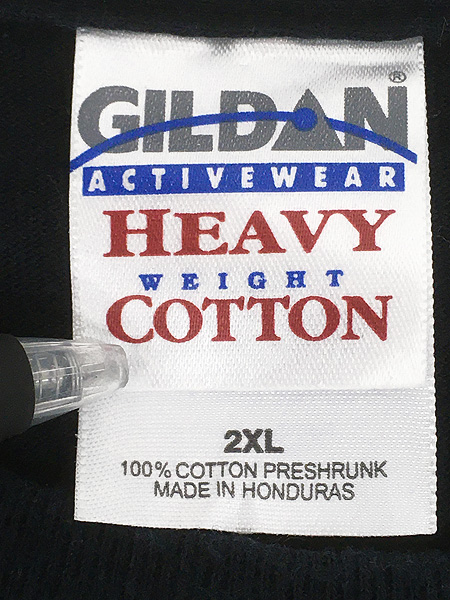 GILDAN®
ACTIVEWEAR
HEAVY
WEIGHT
COTTON
2XL
100% COTTON PRESHRUNK
MADE IN HONDURAS